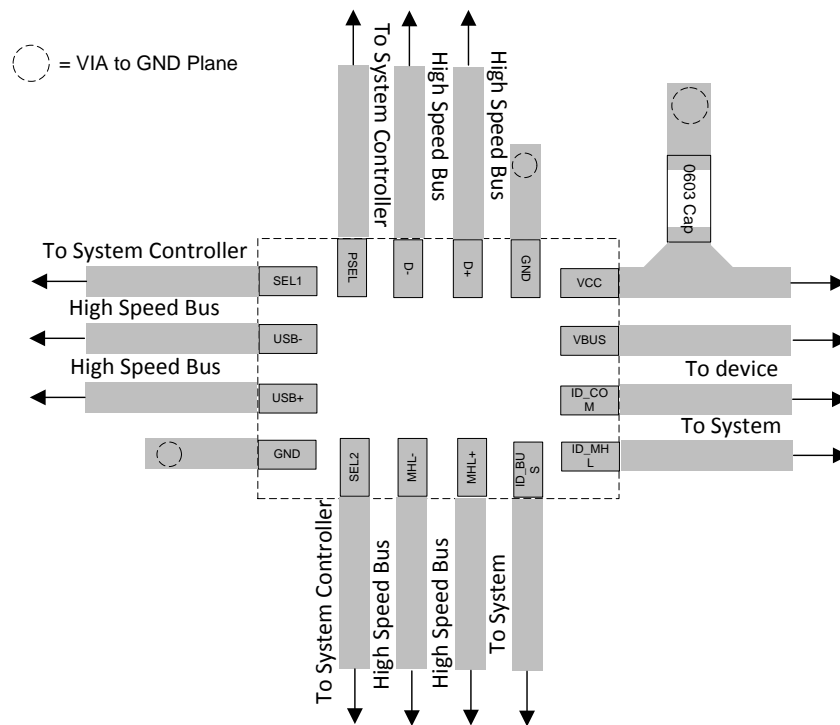 = VIA to GND Plane
To System Controller
High Speed Bus
High Speed Bus
0603 Cap
PSEL
D-
D+
GND
To System Controller
SEL1
VCC
High Speed Bus
USB-
VBUS
High Speed Bus
To device
USB+
ID_CO
M
To System
GND
ID_MH
L
SEL2
MHL-
MHL+
ID_BU
S
To System Controller
High Speed Bus
High Speed Bus
To System